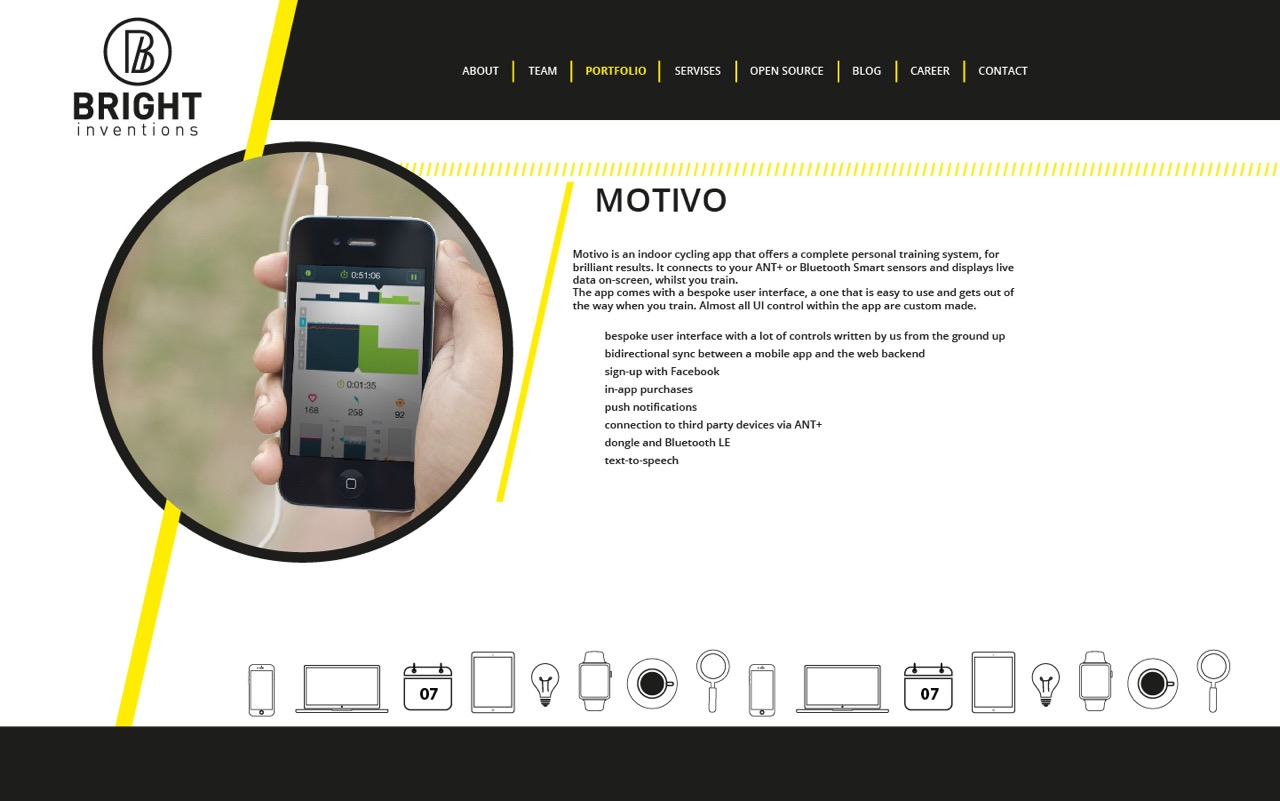 B
BRIGHT
inventions
ABOUT TEAM PORTFOLIO SERVISES OPEN SOURCE BLOG CAREER CONTACT
MOTIVO
Motivo is an indoor cycling app that offers a complete personal training system, for
brilliant results. It connects to your ANT+ or Bluetooth Smart sensors and displays live
data on-screen, whilst you train.
The app comes with a bespoke user interface, a one that is easy to use and gets out of
the way when you train. Almost all UI control within the app are custom made.
bespoke user interface with a lot of controls written by us from the ground up
bidirectional sync between a mobile app and the web backend
sign-up with Facebook
in-app purchases
push notifications
connection to third party devices via ANT+
dongle and Bluetooth LE
text-to-speech
0:51:06
0:01:35
168 258 92
07 07